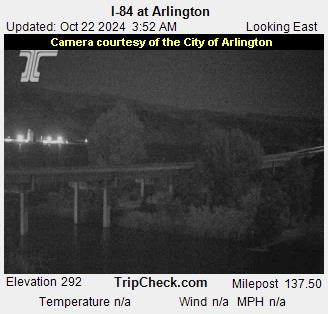 I-84 at Arlington
Updated: Oct 22 2024 3:52 AM Looking East
Camera courtesy of the City of Arlington
Elevation 292 TripCheck.com Milepost 137.50
Temperature n/a Wind n/a MPH n/a